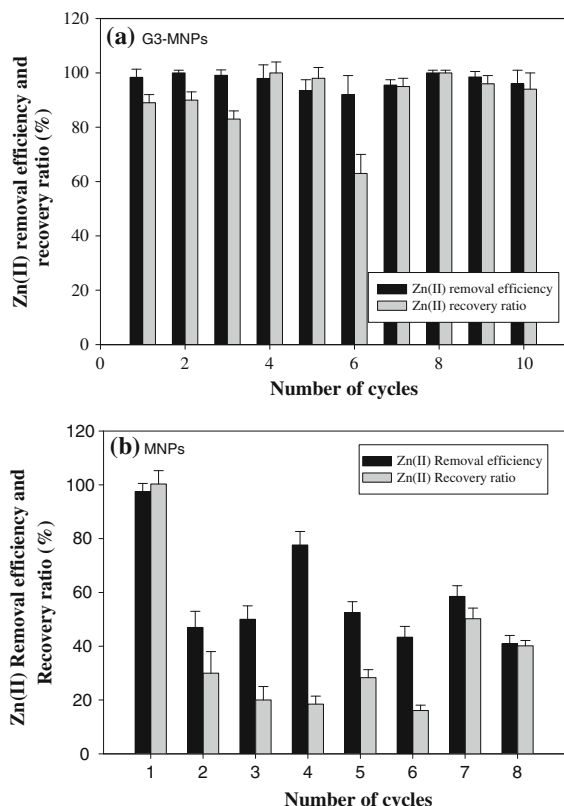 (a) G3-MNPs
Zn(II) removal efficiency and
recovery ratio (%)
120
100
80
60
40
20
0
Zn(II) removal efficiency
Zn(II) recovery ratio
0 2 4 6 8 10
Number of cycles
(b) MNPs
Zn(II) Removal efficiency and
Recovery ratio (%)
120
100
80
60
40
20
0
Zn(II) Removal efficiency
Zn(II) Recovery ratio
1 2 3 4 5 6 7 8
Number of cycles